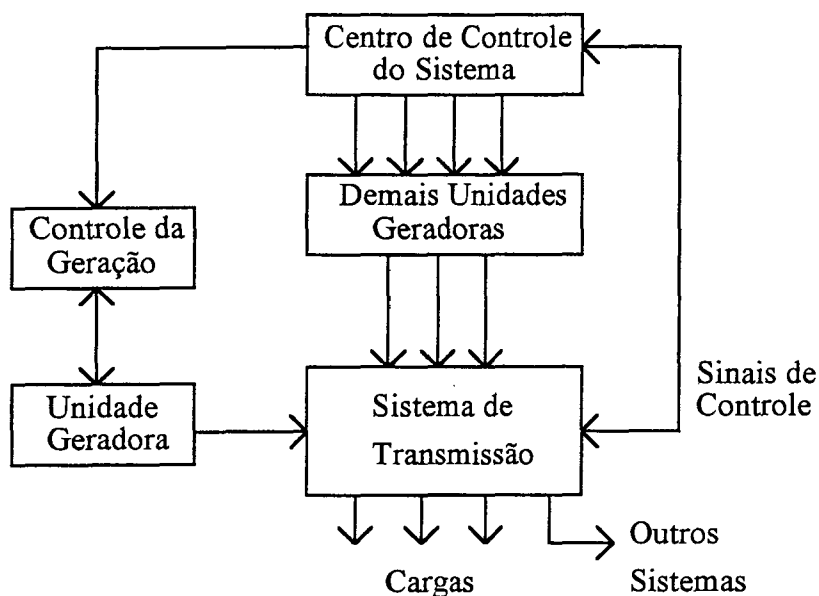 Centro de Controle
do Sistema
Demais Unidades
Geradoras
Controle da
Geração
Unidade
Geradora
Sistema de
Transmissão
Sinais de
Controle
Cargas
Outros
Sistemas